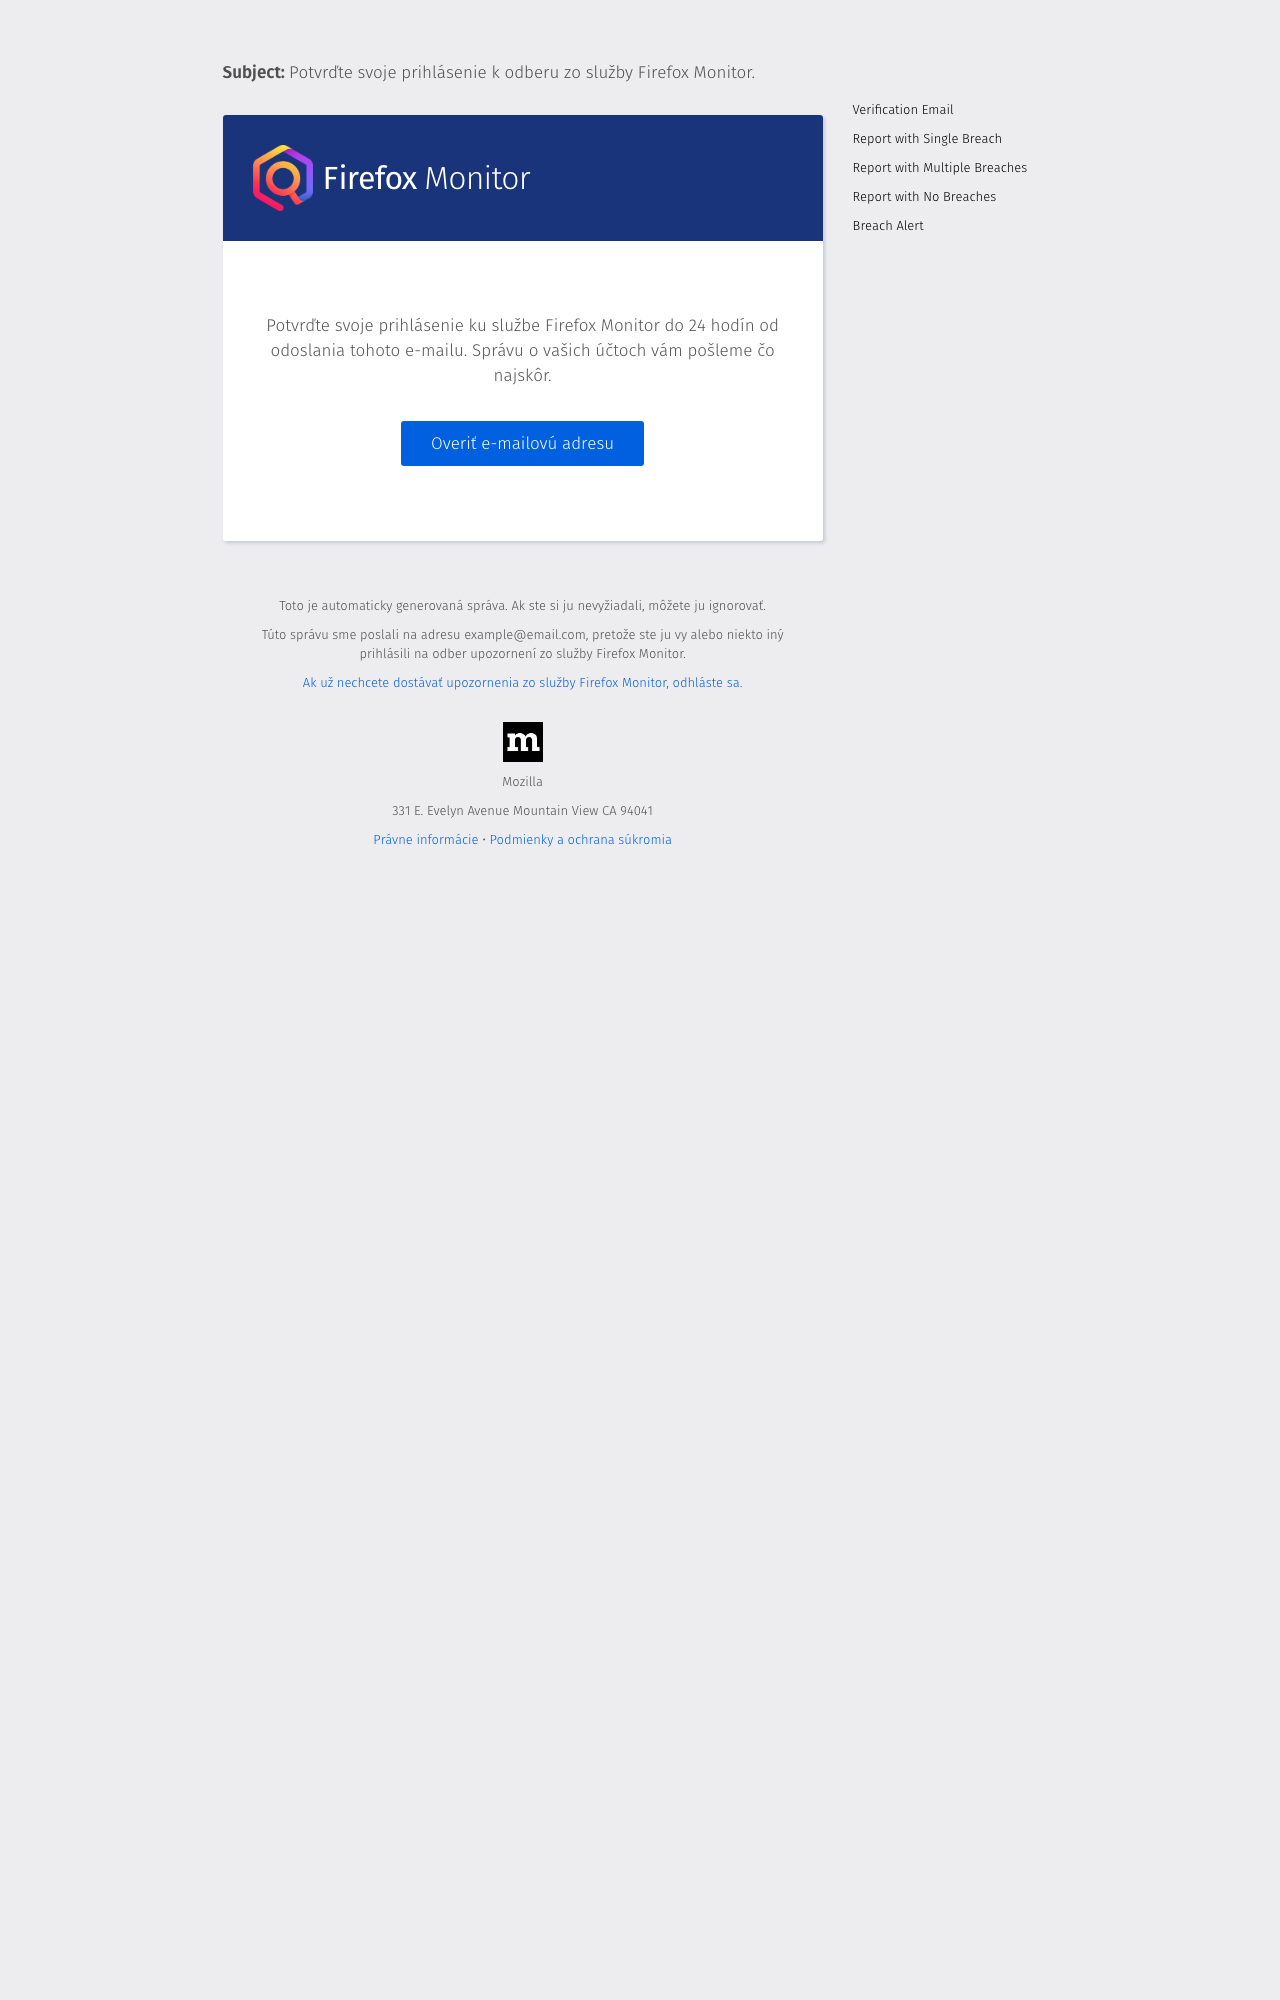 Subject: Potvrďte svoje prihlásenie k odberu zo služby Firefox Monitor.
Verification Email
Report with Single Breach
Report with Multiple Breaches
Report with No Breaches
Breach Alert
Firefox Monitor
Potvrďte svoje prihlásenie ku službe Firefox Monitor do 24 hodín od
odoslania tohoto e-mailu. Správu o vašich účtoch vám pošleme čo
najskôr.
Overiť e-mailovú adresu
Toto je automaticky generovaná správa. Ak ste si ju nevyžiadali, môžete ju ignorovať.
Túto správu sme poslali na adresu example@email.com, pretože ste ju vy alebo niekto iný
prihlásili na odber upozornení zo služby Firefox Monitor.
Ak už nechcete dostávať upozornenia zo služby Firefox Monitor, odhláste sa.
m
Mozilla
331 E. Evelyn Avenue Mountain View CA 94041
Právne informácie • Podmienky a ochrana súkromia